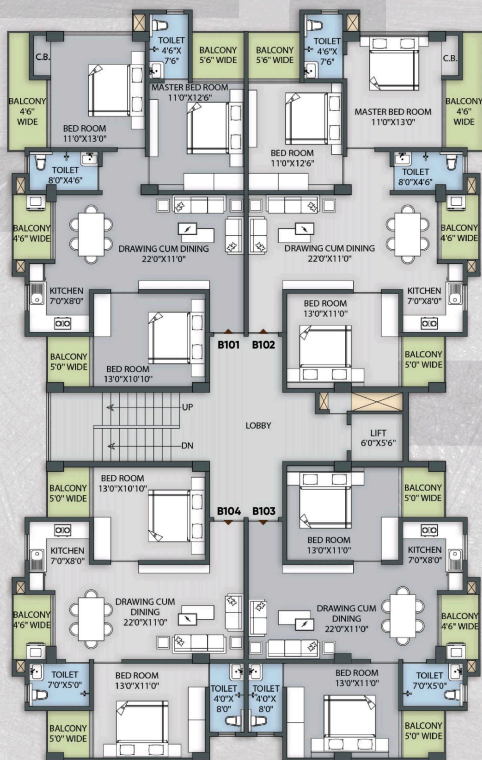 TOILET
4'6"X
7'6"
BALCONY
5'6" WIDE
BALCONY
5'6" WIDE
TOILET
4'6"X
7'6"
C.B.
C.B.
BALCONY
4'6"
WIDE
BED ROOM
11'0"X13'0"
MASTER BED ROOM
11'0"X12'6"
BED ROOM
11'0"X12'6"
MASTER BED ROOM
11'0"X13'0"
BALCONY
4'6"
WIDE
TOILET
8'0"X4'6"
TOILET
8'0"X4'6"
BALCONY
4'6" WIDE
DRAWING CUM DINING
22'0"X11'0"
DRAWING CUM DINING
22'0"X11'0"
BALCONY
4'6" WIDE
KITCHEN
7'0"X8'0"
BED ROOM
13'0"X11'0"
KITCHEN
7'0"X8'0"
BALCONY
5'0" WIDE
BED ROOM
13'0"X10'10"
B101
B102
BALCONY
5'0" WIDE
UP
DN
LOBBY
LIFT
6'0"X5'6"
BALCONY
5'0" WIDE
BED ROOM
13'0"X10'10"
B104
B103
BALCONY
5'0" WIDE
KITCHEN
7'0"X8'0"
BED ROOM
13'0"X11'0"
KITCHEN
7'0"X8'0"
BALCONY
4'6" WIDE
DRAWING CUM
DINING
22'0"X11'0"
DRAWING CUM
DINING
22'0"X11'0"
BALCONY
4'6" WIDE
TOILET
7'0"X5'0"
BED ROOM
13'0"X11'0"
TOILET
4'0"X
8'0"
TOILET
4'0"X
8'0"
BED ROOM
13'0"X11'0"
TOILET
7'0"X5'0"
BALCONY
5'0" WIDE
BALCONY
5'0" WIDE